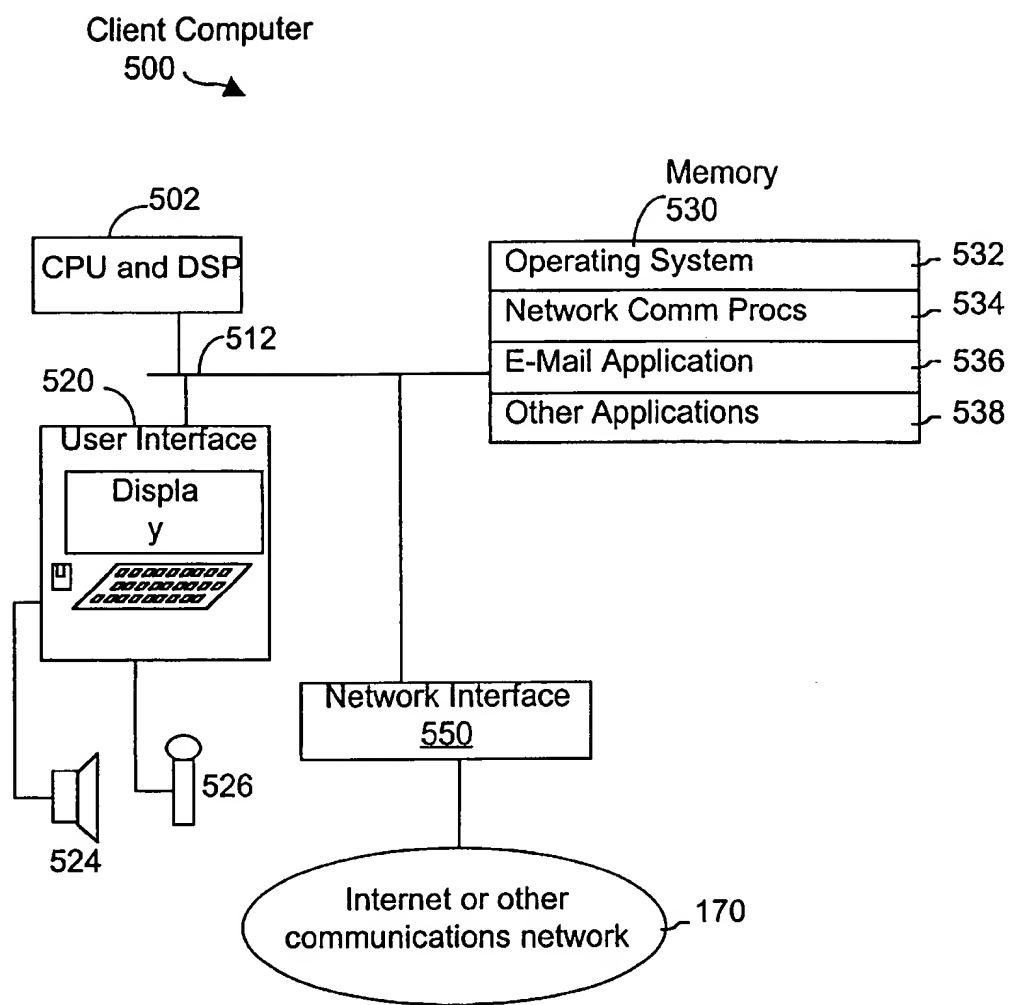 Client Computer
500
Memory
530
502
CPU and DSP
Operating System
532
Network Comm Procs
534
512
E-Mail Application
536
520
Other Applications
538
User Interface
Displa
y
Network Interface
550
526
524
Internet or other
communications network
170